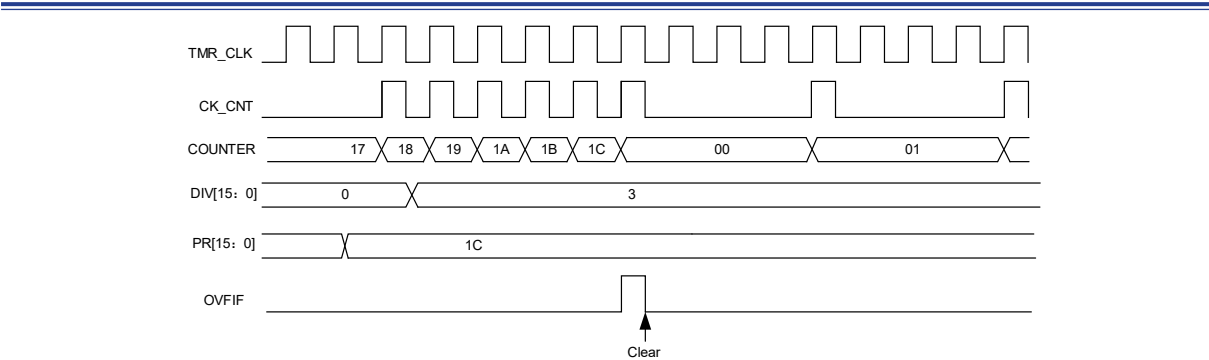 TMR_CLK
CK_CNT
COUNTER 17 18 19 1A 1B 1C 00 01
DIV[15：0] 0 3
PR[15：0] 1C
OVFIF
Clear